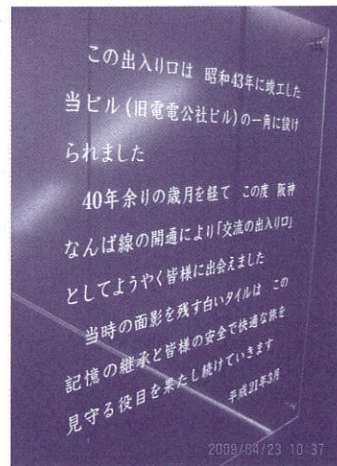 この出入り口は 昭和43年に竣工した
当ビル(旧電電公社ビル)の一角に設け
られました
40年余りの歳月を経て この度 阪神
なんば線の開通により「交流の出入り口」
としてようやく皆様に出会えました
当時の面影を残す白いタイルは この
記憶の継承と皆様の安全で快適な旅を
見守る役目を果たし続けていきます
平成21年3月
2009/04/23 10:37